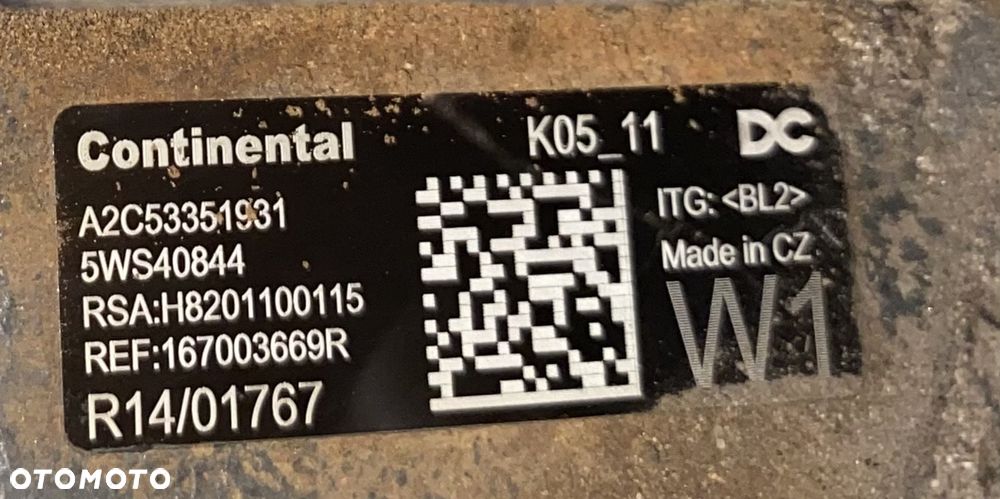 Continental
K05_11
DC
A2C53351931
5WS40844
RSA:H8201100115
REF:167003669R
R14/01767
ITG: <BL2>
Made in CZ
W1
OTOMOTO